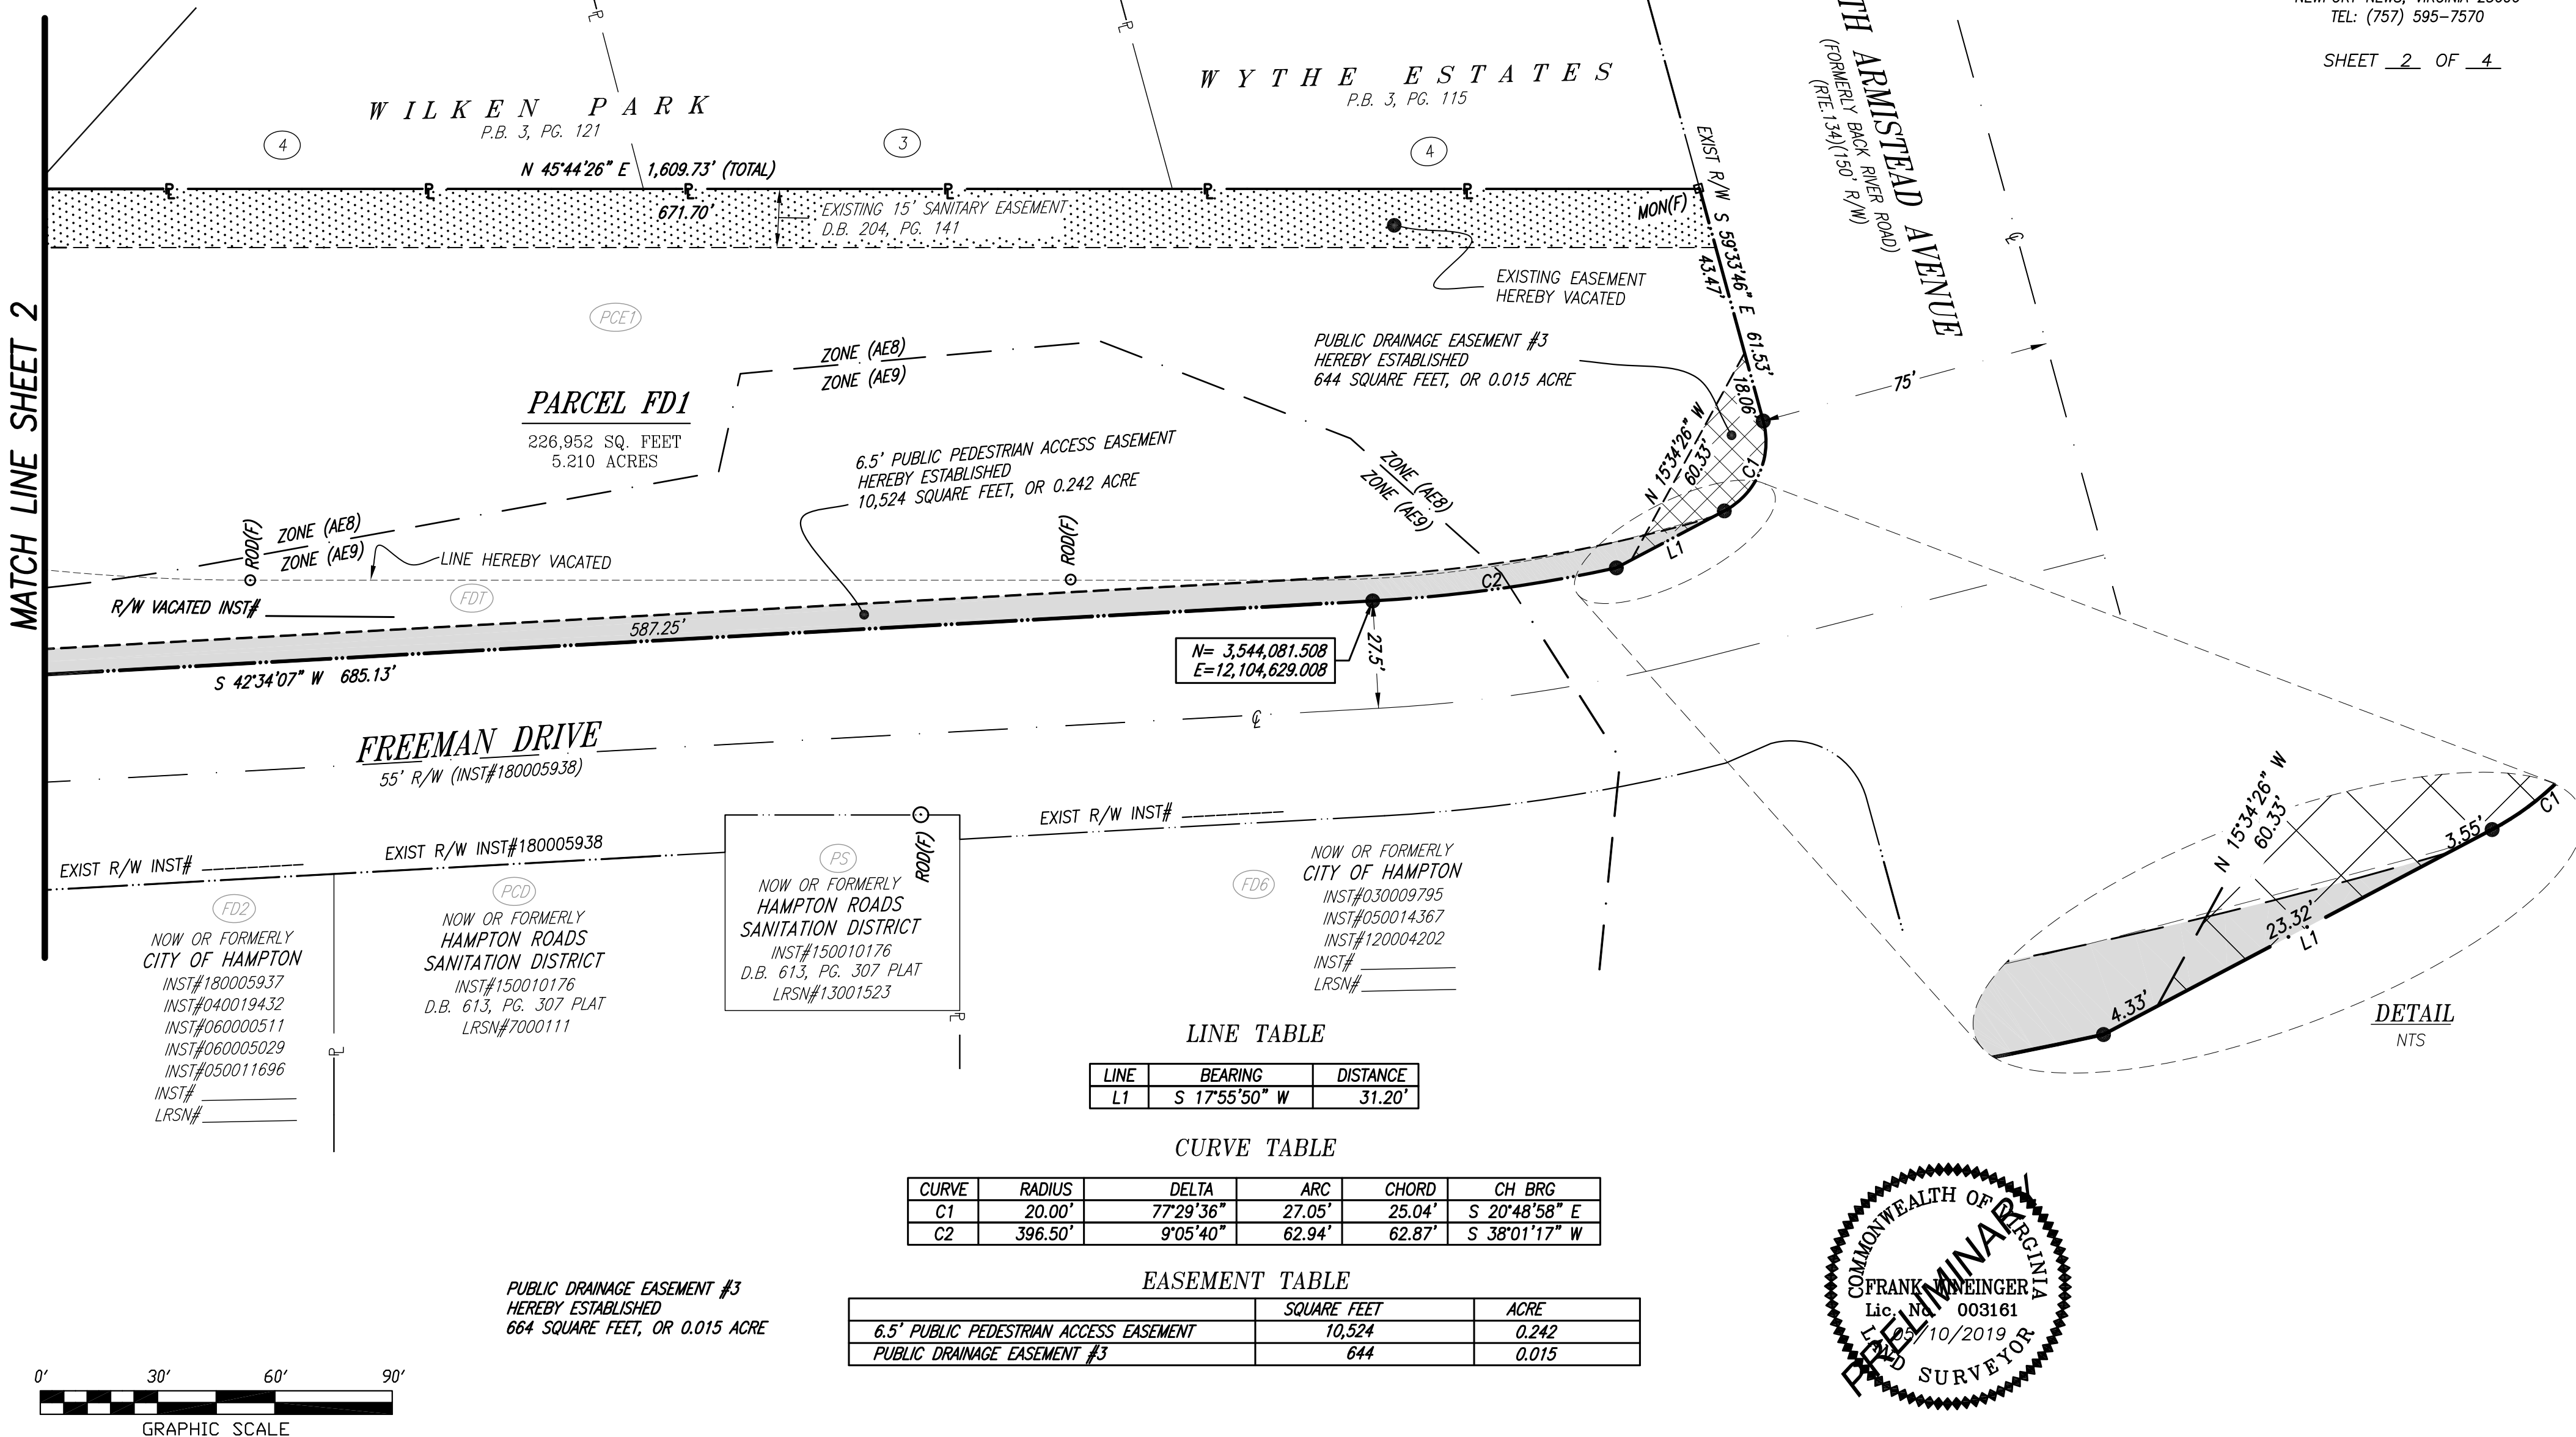 TEL: (757) 595-7570
SHEET 2 OF 4
MATCH LINE SHEET 2
WILKEN PARK
P.B. 3, PG. 121
WYTHE ESTATES
P.B. 3, PG. 115
4
3
4
N 45°44'26" E 1,609.73' (TOTAL)
671.70'
EXISTING 15' SANITARY EASEMENT
D.B. 204, PG. 141
MON(F)
EXIST R/W S 59°33'46" E 61.53'
43.47'
18.06
TH ARMISTEAD AVENUE
(FORMERLY BACK RIVER ROAD)
(RTE.134)(150' R/W)
EXISTING EASEMENT
HEREBY VACATED
PCE1
PUBLIC DRAINAGE EASEMENT #3
HEREBY ESTABLISHED
644 SQUARE FEET, OR 0.015 ACRE
75'
ZONE (AE8)
ZONE (AE9)
PARCEL FD1
226,952 SQ. FEET
5.210 ACRES
6.5' PUBLIC PEDESTRIAN ACCESS EASEMENT
HEREBY ESTABLISHED
10,524 SQUARE FEET, OR 0.242 ACRE
ZONE (AE8)
ZONE (AE9)
N 15°34'26" W
60.33'
C1
L1
C2
ROD(F)
ZONE (AE8)
ZONE (AE9)
LINE HEREBY VACATED
ROD(F)
R/W VACATED INST#
FDT
587.25'
S 42°34'07" W 685.13'
N= 3,544,081.508
E=12,104,629.008
27.5'
FREEMAN DRIVE
55' R/W (INST#180005938)
EXIST R/W INST#
EXIST R/W INST#180005938
EXIST R/W INST#
ROD(F)
FD2
NOW OR FORMERLY
CITY OF HAMPTON
INST#180005937
INST#040019432
INST#060000511
INST#060005029
INST#050011696
INST#
LRSN#
PCD
NOW OR FORMERLY
HAMPTON ROADS
SANITATION DISTRICT
INST#150010176
D.B. 613, PG. 307 PLAT
LRSN#7000111
PS
NOW OR FORMERLY
HAMPTON ROADS
SANITATION DISTRICT
INST#150010176
D.B. 613, PG. 307 PLAT
LRSN#13001523
FD6
NOW OR FORMERLY
CITY OF HAMPTON
INST#030009795
INST#050014367
INST#120004202
INST#
LRSN#
N 15°34'26" W
60.33'
C1
3.55'
23.32'
L1
4.33'
DETAIL
NTS
LINE TABLE
LINE BEARING DISTANCE
L1 S 17°55'50" W 31.20'
CURVE TABLE
CURVE RADIUS DELTA ARC CHORD CH BRG
C1 20.00' 77°29'36" 27.05' 25.04' S 20°48'58" E
C2 396.50' 9°05'40" 62.94' 62.87' S 38°01'17" W
PUBLIC DRAINAGE EASEMENT #3
HEREBY ESTABLISHED
664 SQUARE FEET, OR 0.015 ACRE
EASEMENT TABLE
SQUARE FEET ACRE
6.5' PUBLIC PEDESTRIAN ACCESS EASEMENT 10,524 0.242
PUBLIC DRAINAGE EASEMENT #3 644 0.015
COMMONWEALTH OF VIRGINIA
FRANK WINEINGER
Lic. No. 003161
05/10/2019
LAND SURVEYOR
PRELIMINARY
0' 30' 60' 90'
GRAPHIC SCALE